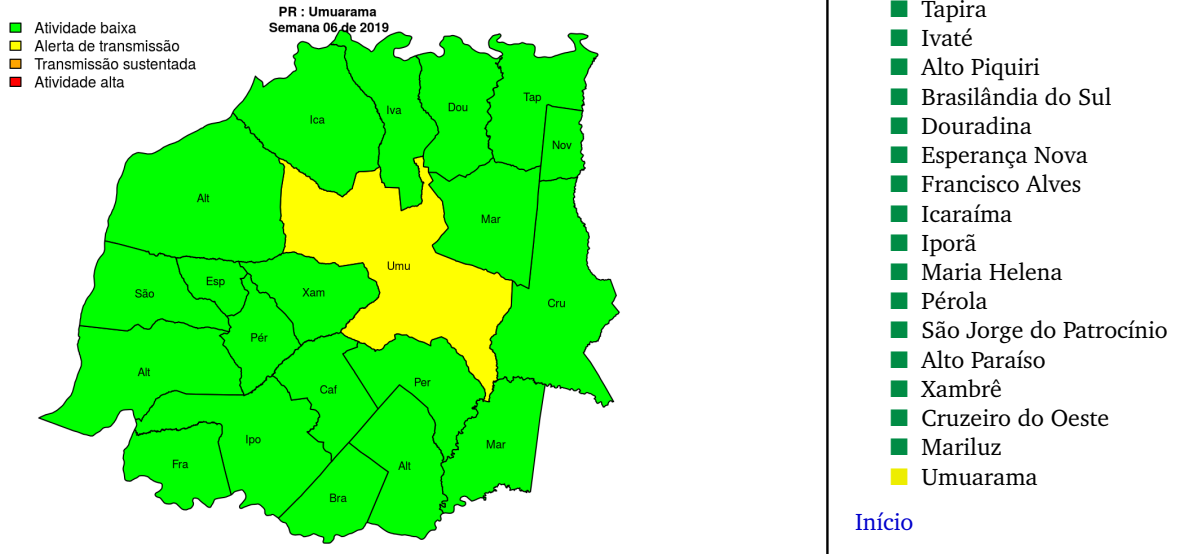 PR : Umuarama
Semana 06 de 2019
Atividade baixa
Alerta de transmissão
Transmissão sustentada
Atividade alta
Ica
Iva
Dou
Tap
Nov
Alt
Mar
Umu
São
Esp
Xam
Cru
Pér
Alt
Caf
Per
Ipo
Mar
Fra
Alt
Bra
Tapira
Ivaté
Alto Piquiri
Brasilândia do Sul
Douradina
Esperança Nova
Francisco Alves
Icaraíma
Iporã
Maria Helena
Pérola
São Jorge do Patrocínio
Alto Paraíso
Xambrê
Cruzeiro do Oeste
Mariluz
Umuarama
Início